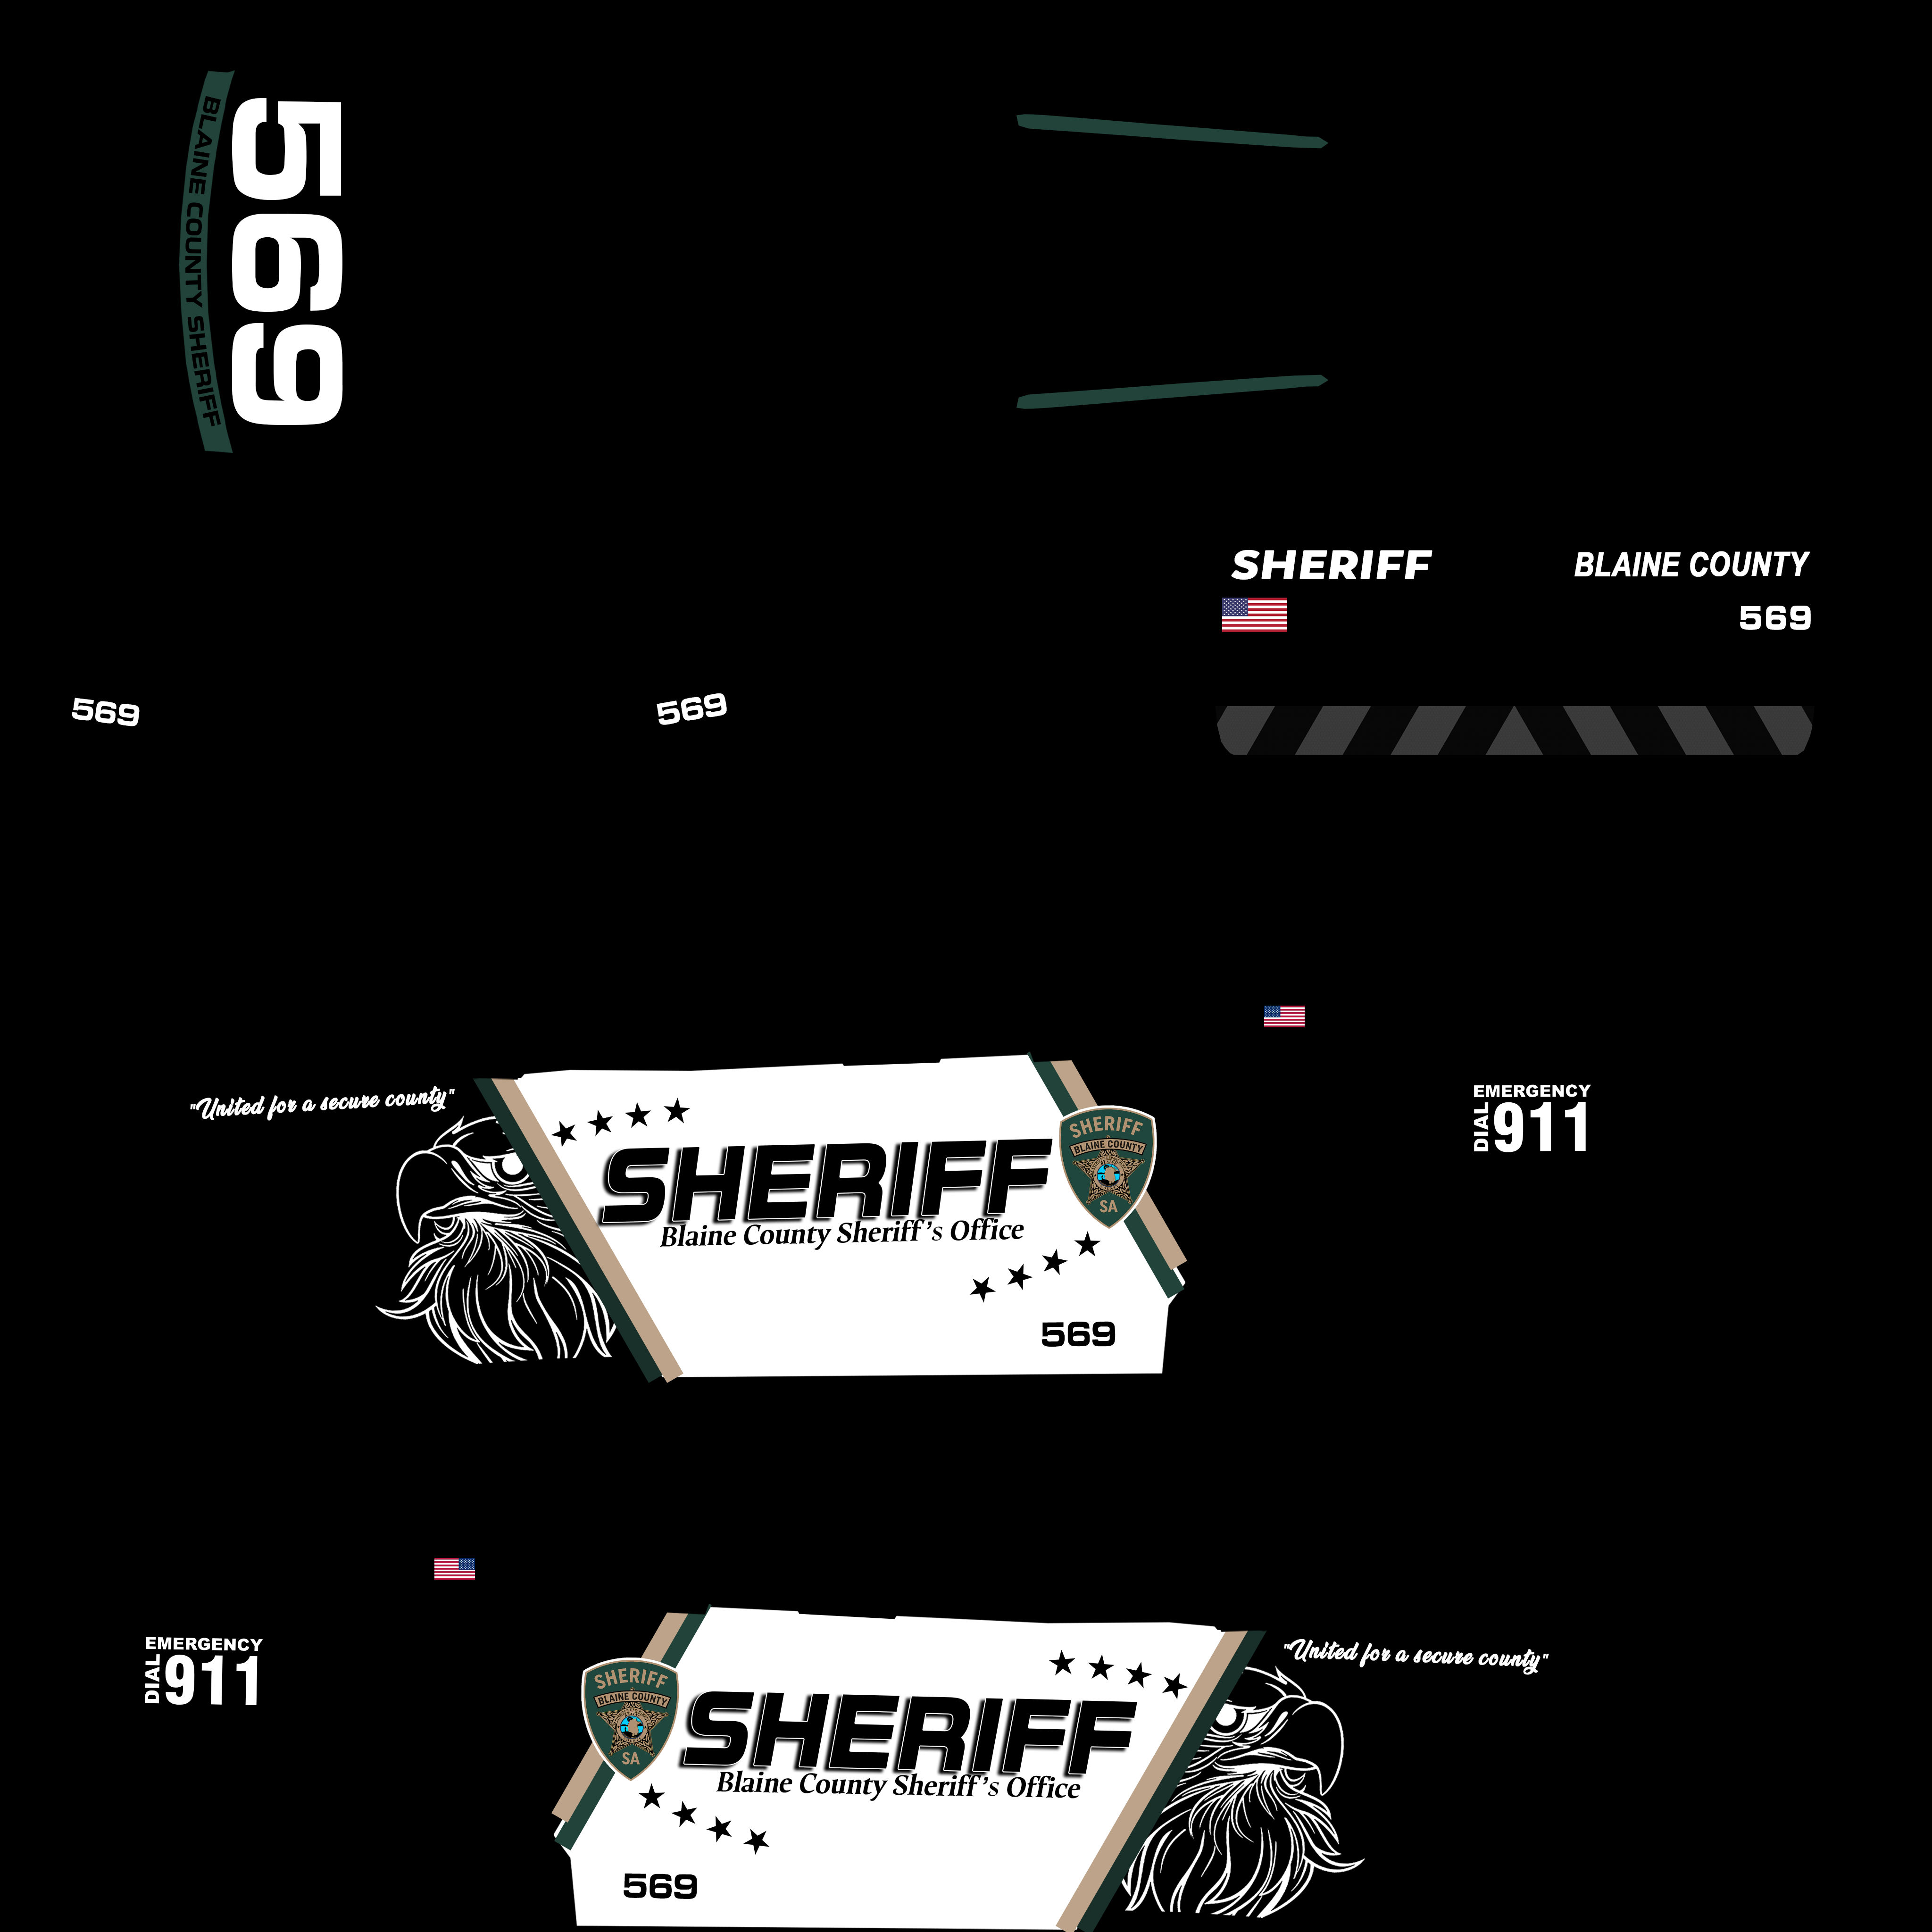 BLAINE COUNTY SHERIFF
569
SHERIFF
BLAINE COUNTY
569
569
569
"United for a secure county"
SHERIFF
Blaine County Sheriff's Office
569
SHERIFF
BLAINE COUNTY
SA
EMERGENCY
DIAL
911
EMERGENCY
DIAL
911
SHERIFF
BLAINE COUNTY
SA
SHERIFF
Blaine County Sheriff's Office
569
"United for a secure county"